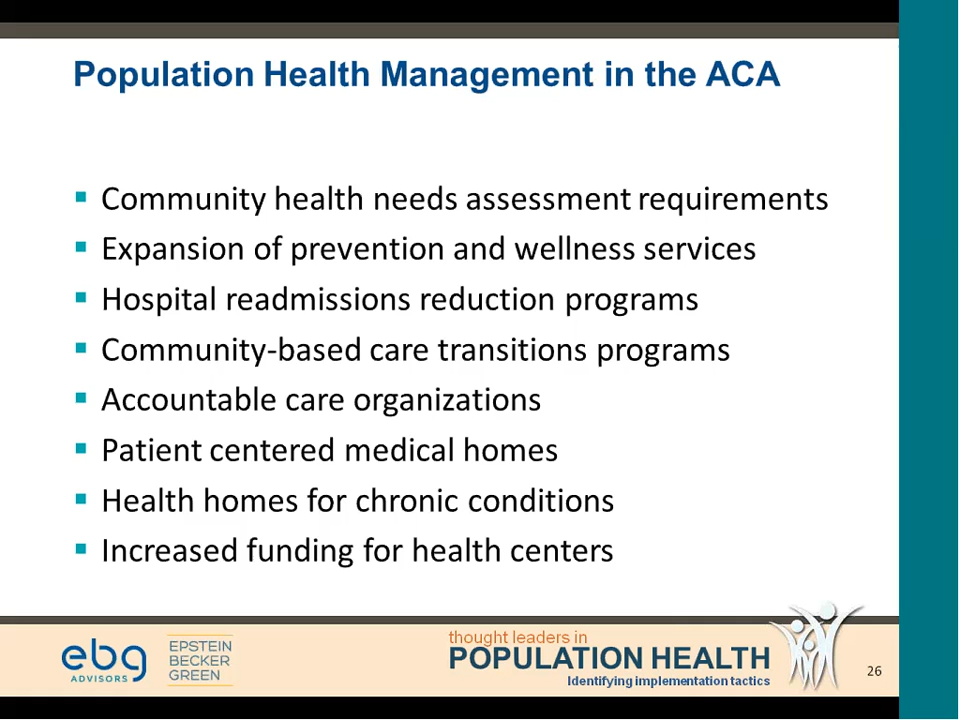 Population Health Management in the ACA
▪ Community health needs assessment requirements
▪ Expansion of prevention and wellness services
▪ Hospital readmissions reduction programs
▪ Community-based care transitions programs
▪ Accountable care organizations
▪ Patient centered medical homes
▪ Health homes for chronic conditions
▪ Increased funding for health centers
ebg
ADVISORS
EPSTEIN
BECKER
GREEN
thought leaders in
POPULATION HEALTH
Identifying implementation tactics
26